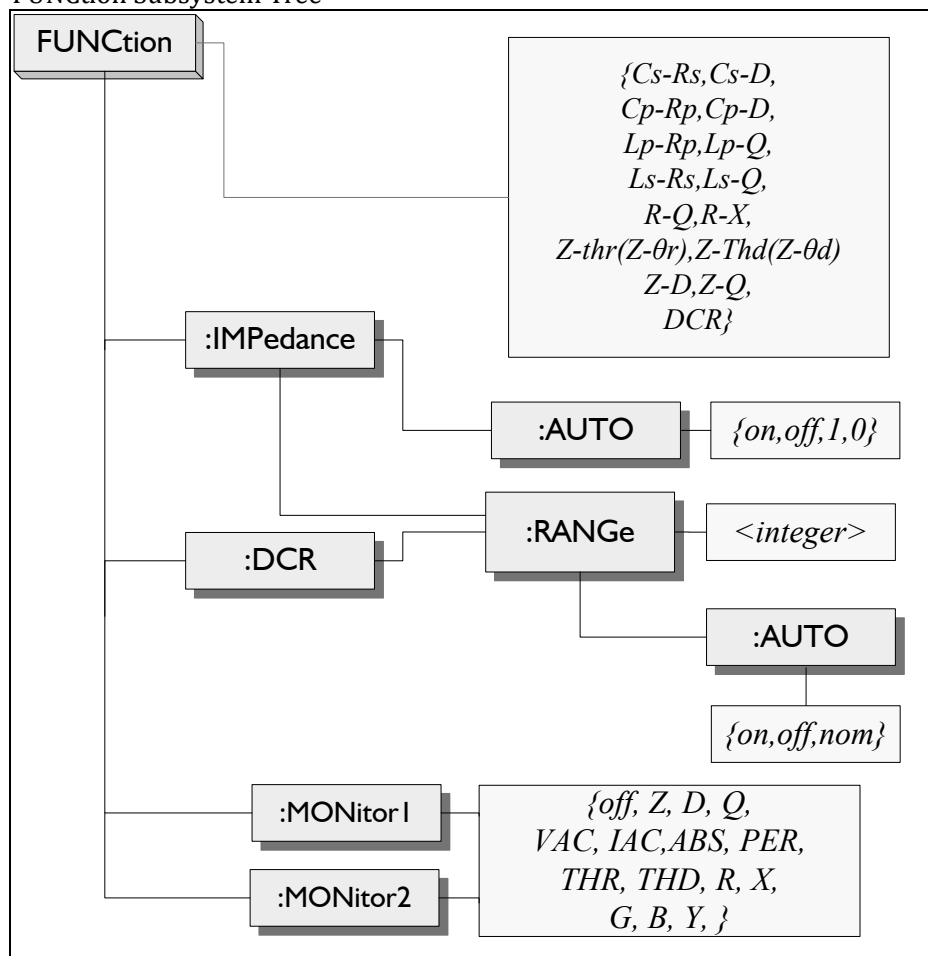 FUNCtion Subsystem Tree
FUNCtion
{Cs-Rs,Cs-D,
Cp-Rp,Cp-D,
Lp-Rp,Lp-Q,
Ls-Rs,Ls-Q,
R-Q,R-X,
Z-thr(Z-θr),Z-Thd(Z-θd)
Z-D,Z-Q,
DCR}
:IMPedance
:AUTO
{on,off,1,0}
:RANGe
<integer>
:DCR
:AUTO
{on,off,nom}
:MONitor1
{off, Z, D, Q,
VAC, IAC,ABS, PER,
THR, THD, R, X,
G, B, Y, }
:MONitor2